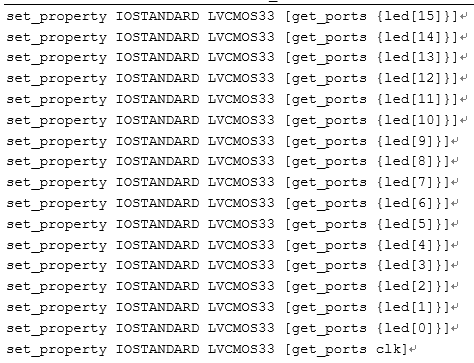 set_property IOSTANDARD LVCMOS33 [get_ports {led[15]}]↵
set_property IOSTANDARD LVCMOS33 [get_ports {led[14]}]↵
set_property IOSTANDARD LVCMOS33 [get_ports {led[13]}]↵
set_property IOSTANDARD LVCMOS33 [get_ports {led[12]}]↵
set_property IOSTANDARD LVCMOS33 [get_ports {led[11]}]↵
set_property IOSTANDARD LVCMOS33 [get_ports {led[10]}]↵
set_property IOSTANDARD LVCMOS33 [get_ports {led[9]}]↵
set_property IOSTANDARD LVCMOS33 [get_ports {led[8]}]↵
set_property IOSTANDARD LVCMOS33 [get_ports {led[7]}]↵
set_property IOSTANDARD LVCMOS33 [get_ports {led[6]}]↵
set_property IOSTANDARD LVCMOS33 [get_ports {led[5]}]↵
set_property IOSTANDARD LVCMOS33 [get_ports {led[4]}]↵
set_property IOSTANDARD LVCMOS33 [get_ports {led[3]}]↵
set_property IOSTANDARD LVCMOS33 [get_ports {led[2]}]↵
set_property IOSTANDARD LVCMOS33 [get_ports {led[1]}]↵
set_property IOSTANDARD LVCMOS33 [get_ports {led[0]}]↵
set_property IOSTANDARD LVCMOS33 [get_ports clk]↵